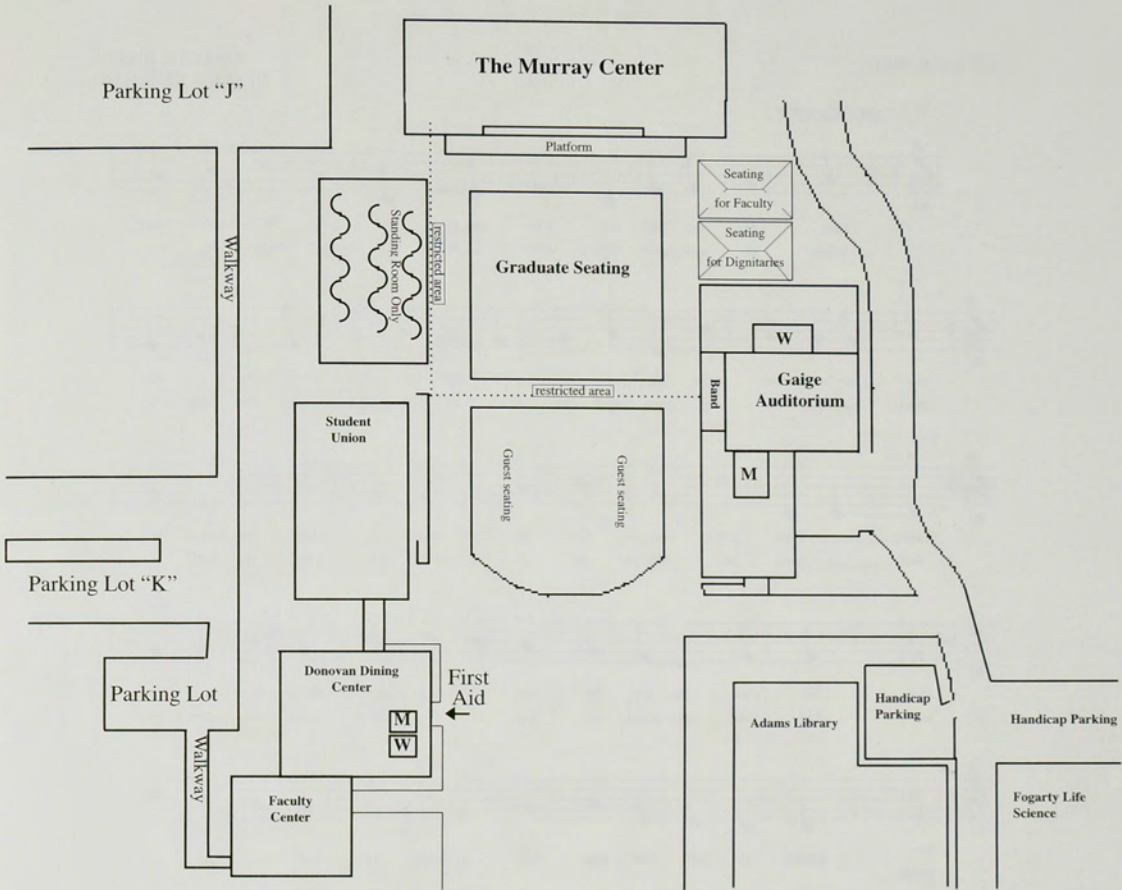 The Murray Center
Parking Lot “J”
Platform
Seating
for Faculty
Seating
for Dignitaries
Walkway
Standing Room Only
restricted area
Graduate Seating
W
Gaige
Auditorium
Band
restricted area
Student
Union
Guest seating
Guest seating
M
Parking Lot “K”
Donovan Dining
Center
First
Aid
Parking Lot
M
W
Walkway
Faculty
Center
Adams Library
Handicap
Parking
Handicap Parking
Fogarty Life
Science